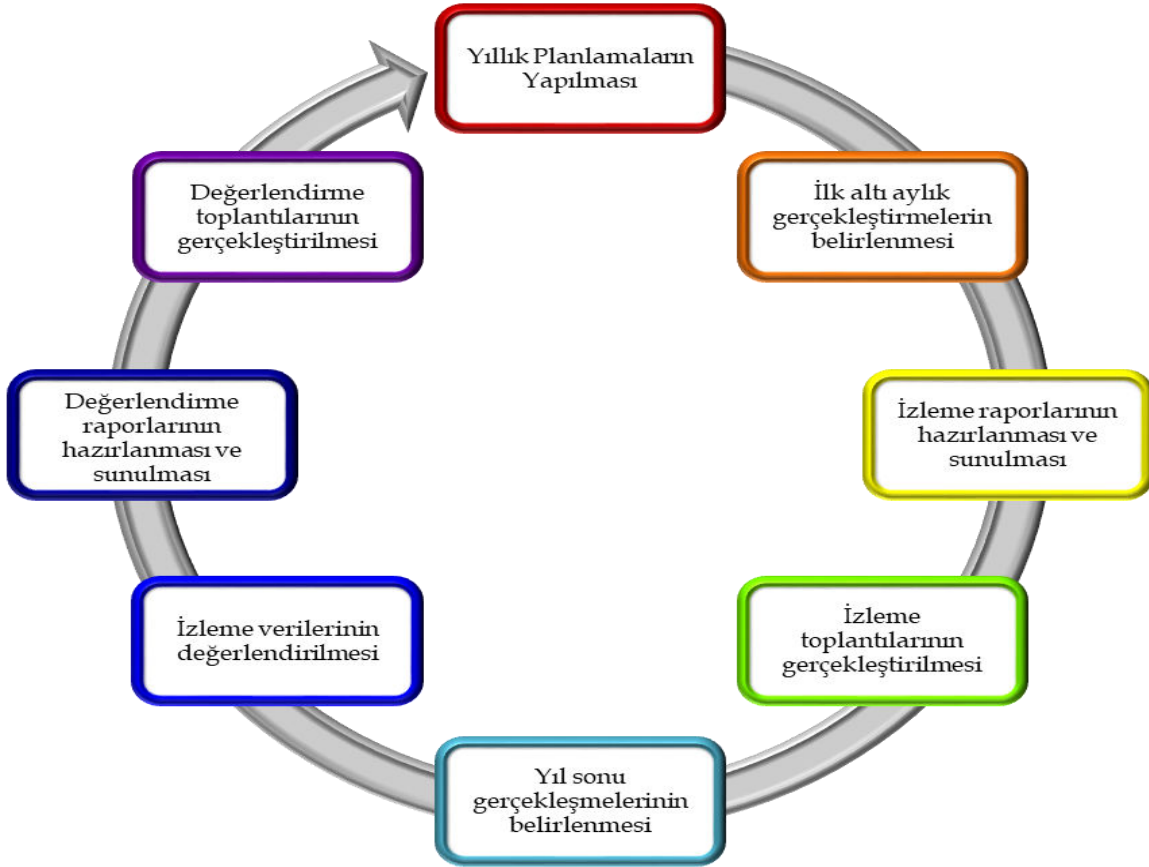 Yıllık Planlamaların
Yapılması
İlk altı aylık
gerçekleştirmelerin
belirlenmesi
İzleme raporlarının
hazırlanması ve
sunulması
İzleme
toplantılarının
gerçekleştirilmesi
Yıl sonu
gerçekleşmelerinin
belirlenmesi
İzleme verilerinin
değerlendirilmesi
Değerlendirme
raporlarının
hazırlanması ve
sunulması
Değerlendirme
toplantılarının
gerçekleştirilmesi